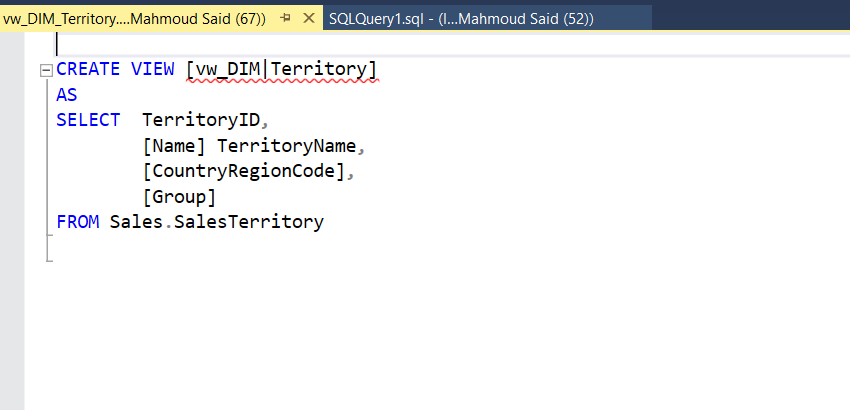 vw_DIM_Territory....Mahmoud Said (67))
SQLQuery1.sql - (l...Mahmoud Said (52))
CREATE VIEW [vw_DIM|Territory]
AS
SELECT TerritoryID,
[Name] TerritoryName,
[CountryRegionCode],
[Group]
FROM Sales.SalesTerritory